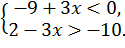 −9 + 3x < 0,
2 − 3x > −10.